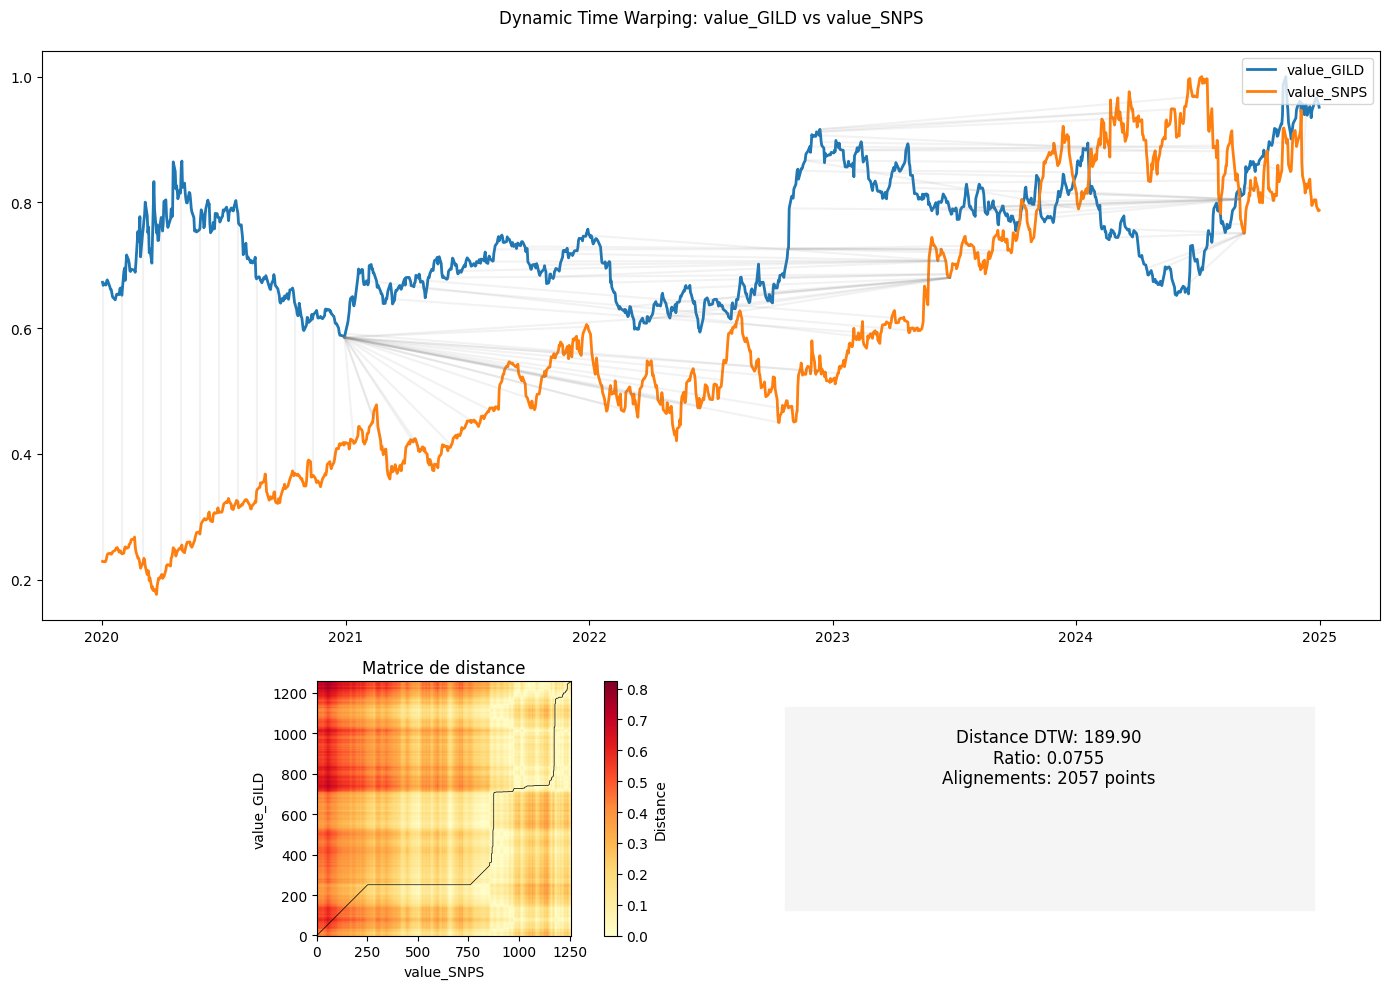 Dynamic Time Warping: value_GILD vs value_SNPS
value_GILD
value_SNPS
1.0
0.8
0.6
0.4
0.2
2020 2021 2022 2023 2024 2025
Matrice de distance
value_GILD
1200
1000
800
600
400
200
0
0 250 500 750 1000 1250
value_SNPS
0.8
0.7
0.6
0.5
0.4
0.3
0.2
0.1
0.0
Distance
Distance DTW: 189.90
Ratio: 0.0755
Alignements: 2057 points